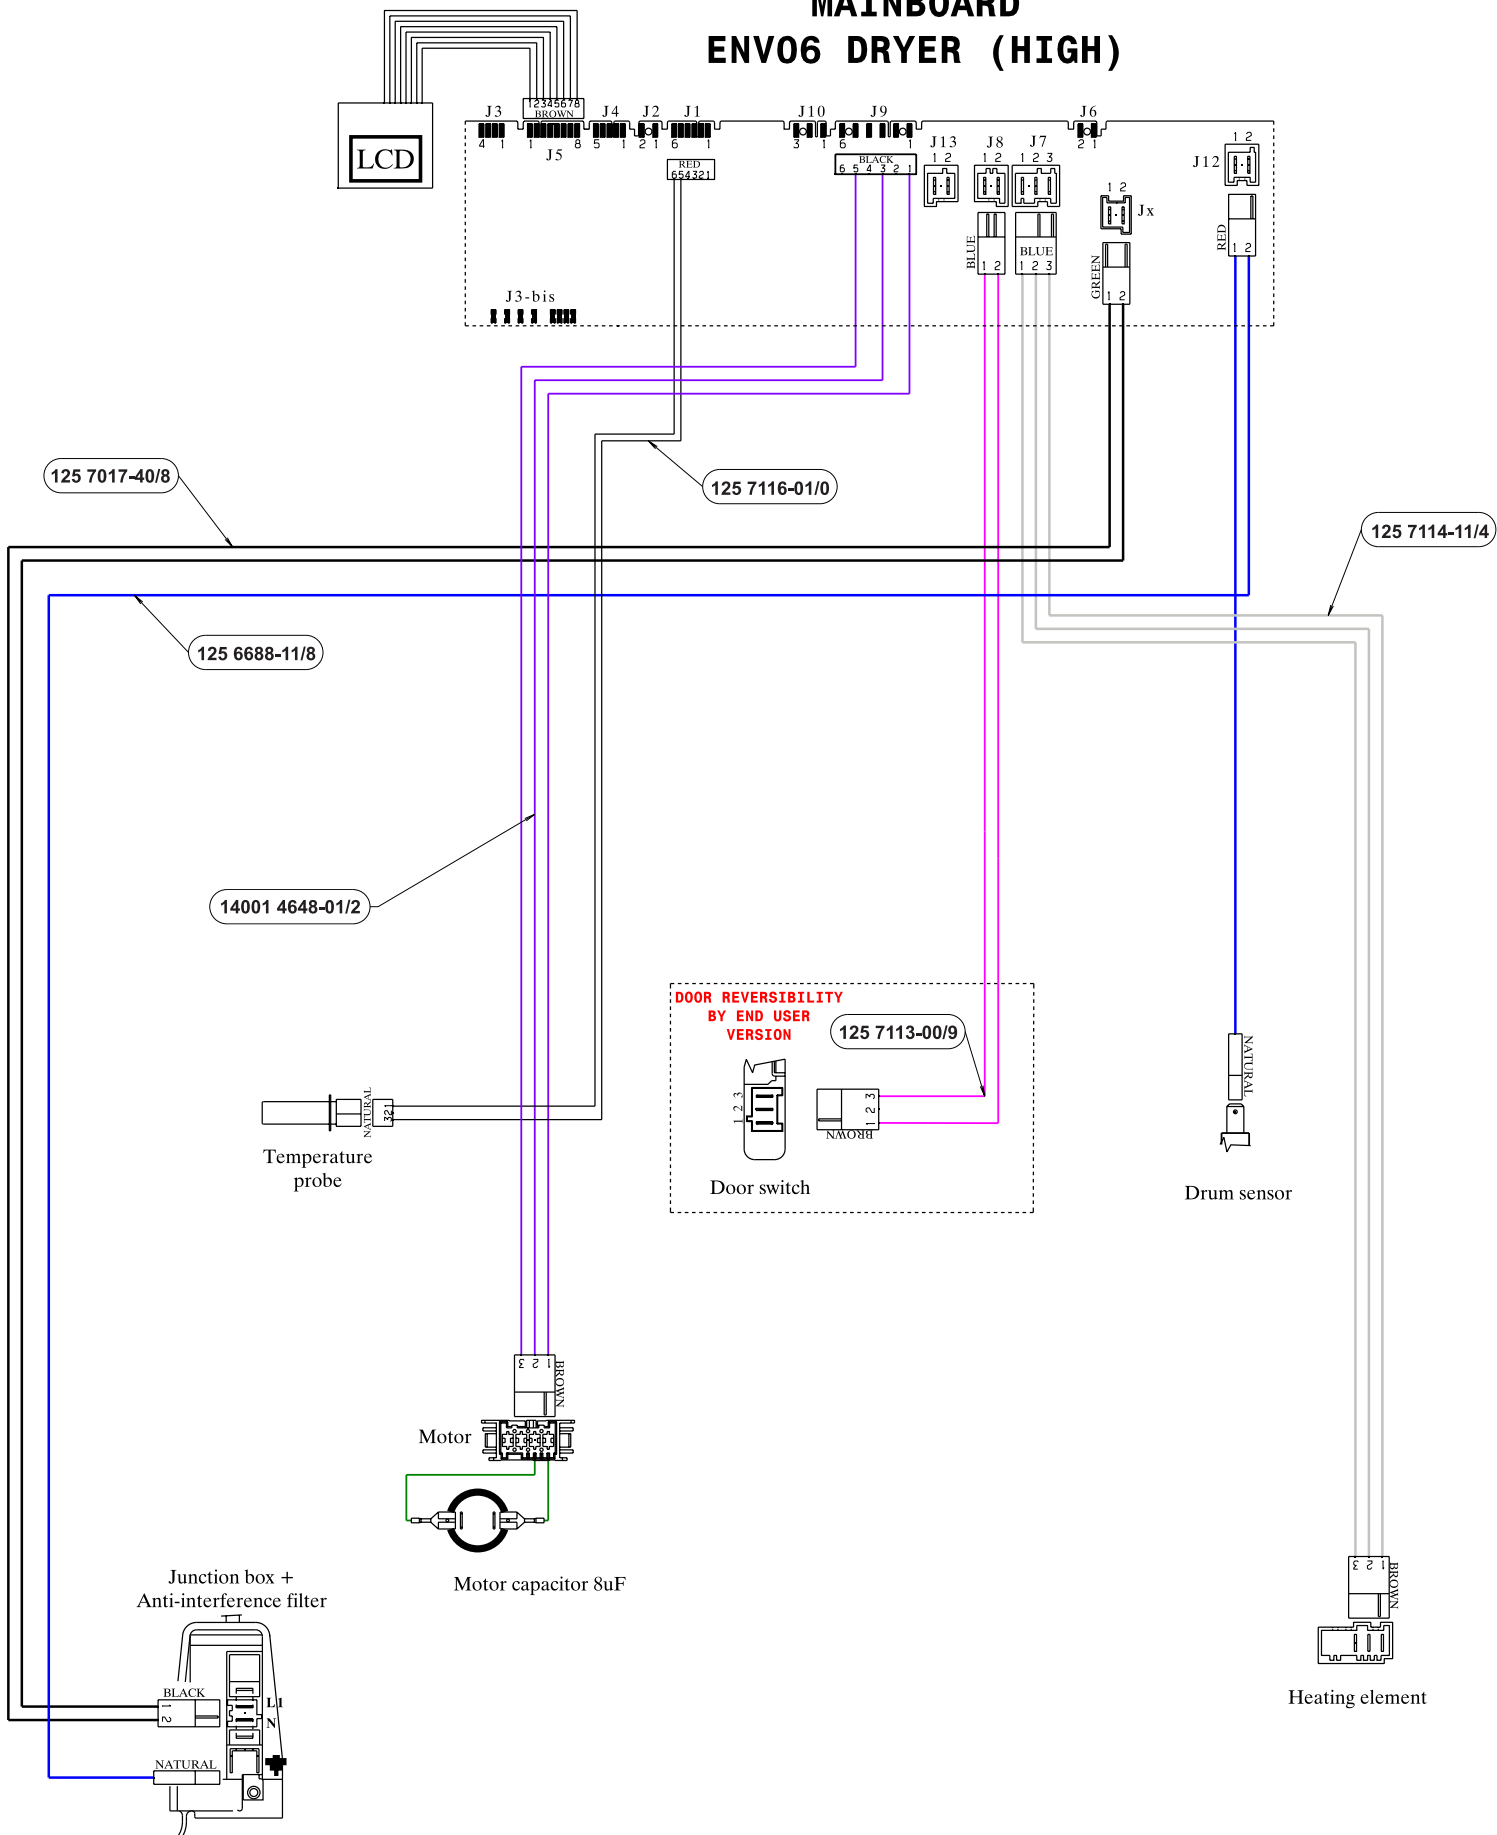 MAINBOARD
ENV06 DRYER (HIGH)
12345678
BROWN
J3
J4
J2
J1
J10
J9
J6
4 1
1 8
5 1
2 1
6 1
3 1
6 1
2 1
J5
LCD
J13
1 2
J8
1 2
J7
1 2 3
J12
1 2
RED
654321
BLACK
6 5 4 3 2 1
1 2
Jx
BLUE
1 2
BLUE
1 2 3
RED
1 2
GREEN
1 2
J3-bis
125 7017-40/8
125 7116-01/0
125 7114-11/4
125 6688-11/8
14001 4648-01/2
DOOR REVERSIBILITY
BY END USER
VERSION
125 7113-00/9
1 2 3
1 2 3
BROWN
Door switch
NATURAL
321
Temperature
probe
NATURAL
Drum sensor
3 2 1
BROWN
Motor
Motor capacitor 8uF
3 2 1
BROWN
Heating element
Junction box +
Anti-interference filter
BLACK
1 2
L1
N
NATURAL